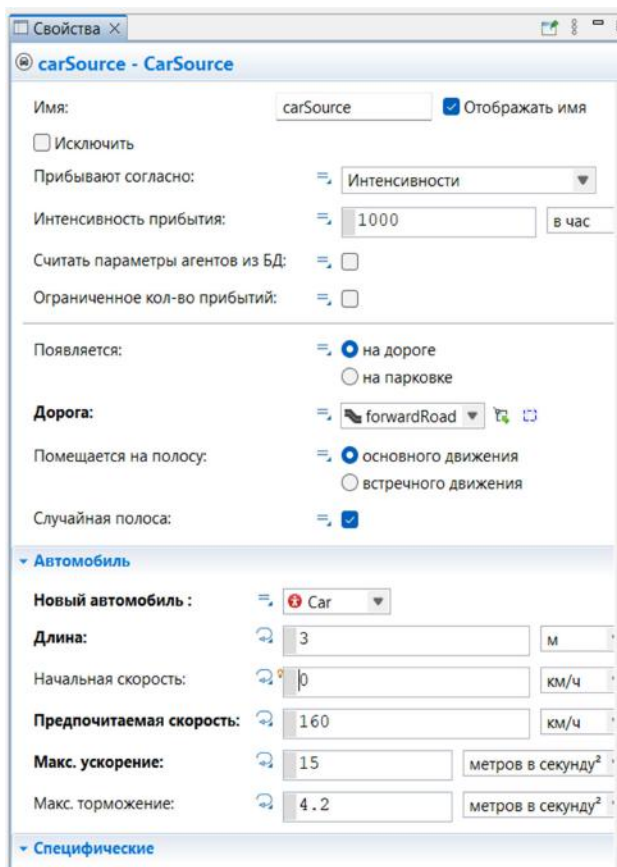 Свойства
carSource - CarSource
Имя: carSource Отображать имя
Исключить
Прибывают согласно: Интенсивности
Интенсивность прибытия: 1000 в час
Считать параметры агентов из БД:
Ограниченное кол-во прибытий:
Появляется: на дороге
на парковке
Дорога: forwardRoad
Помещается на полосу: основного движения
встречного движения
Случайная полоса:
Автомобиль
Новый автомобиль : Car
Длина: 3 м
Начальная скорость: 0 км/ч
Предпочитаемая скорость: 160 км/ч
Макс. ускорение: 15 метров в секунду²
Макс. торможение: 4.2 метров в секунду²
Специфические